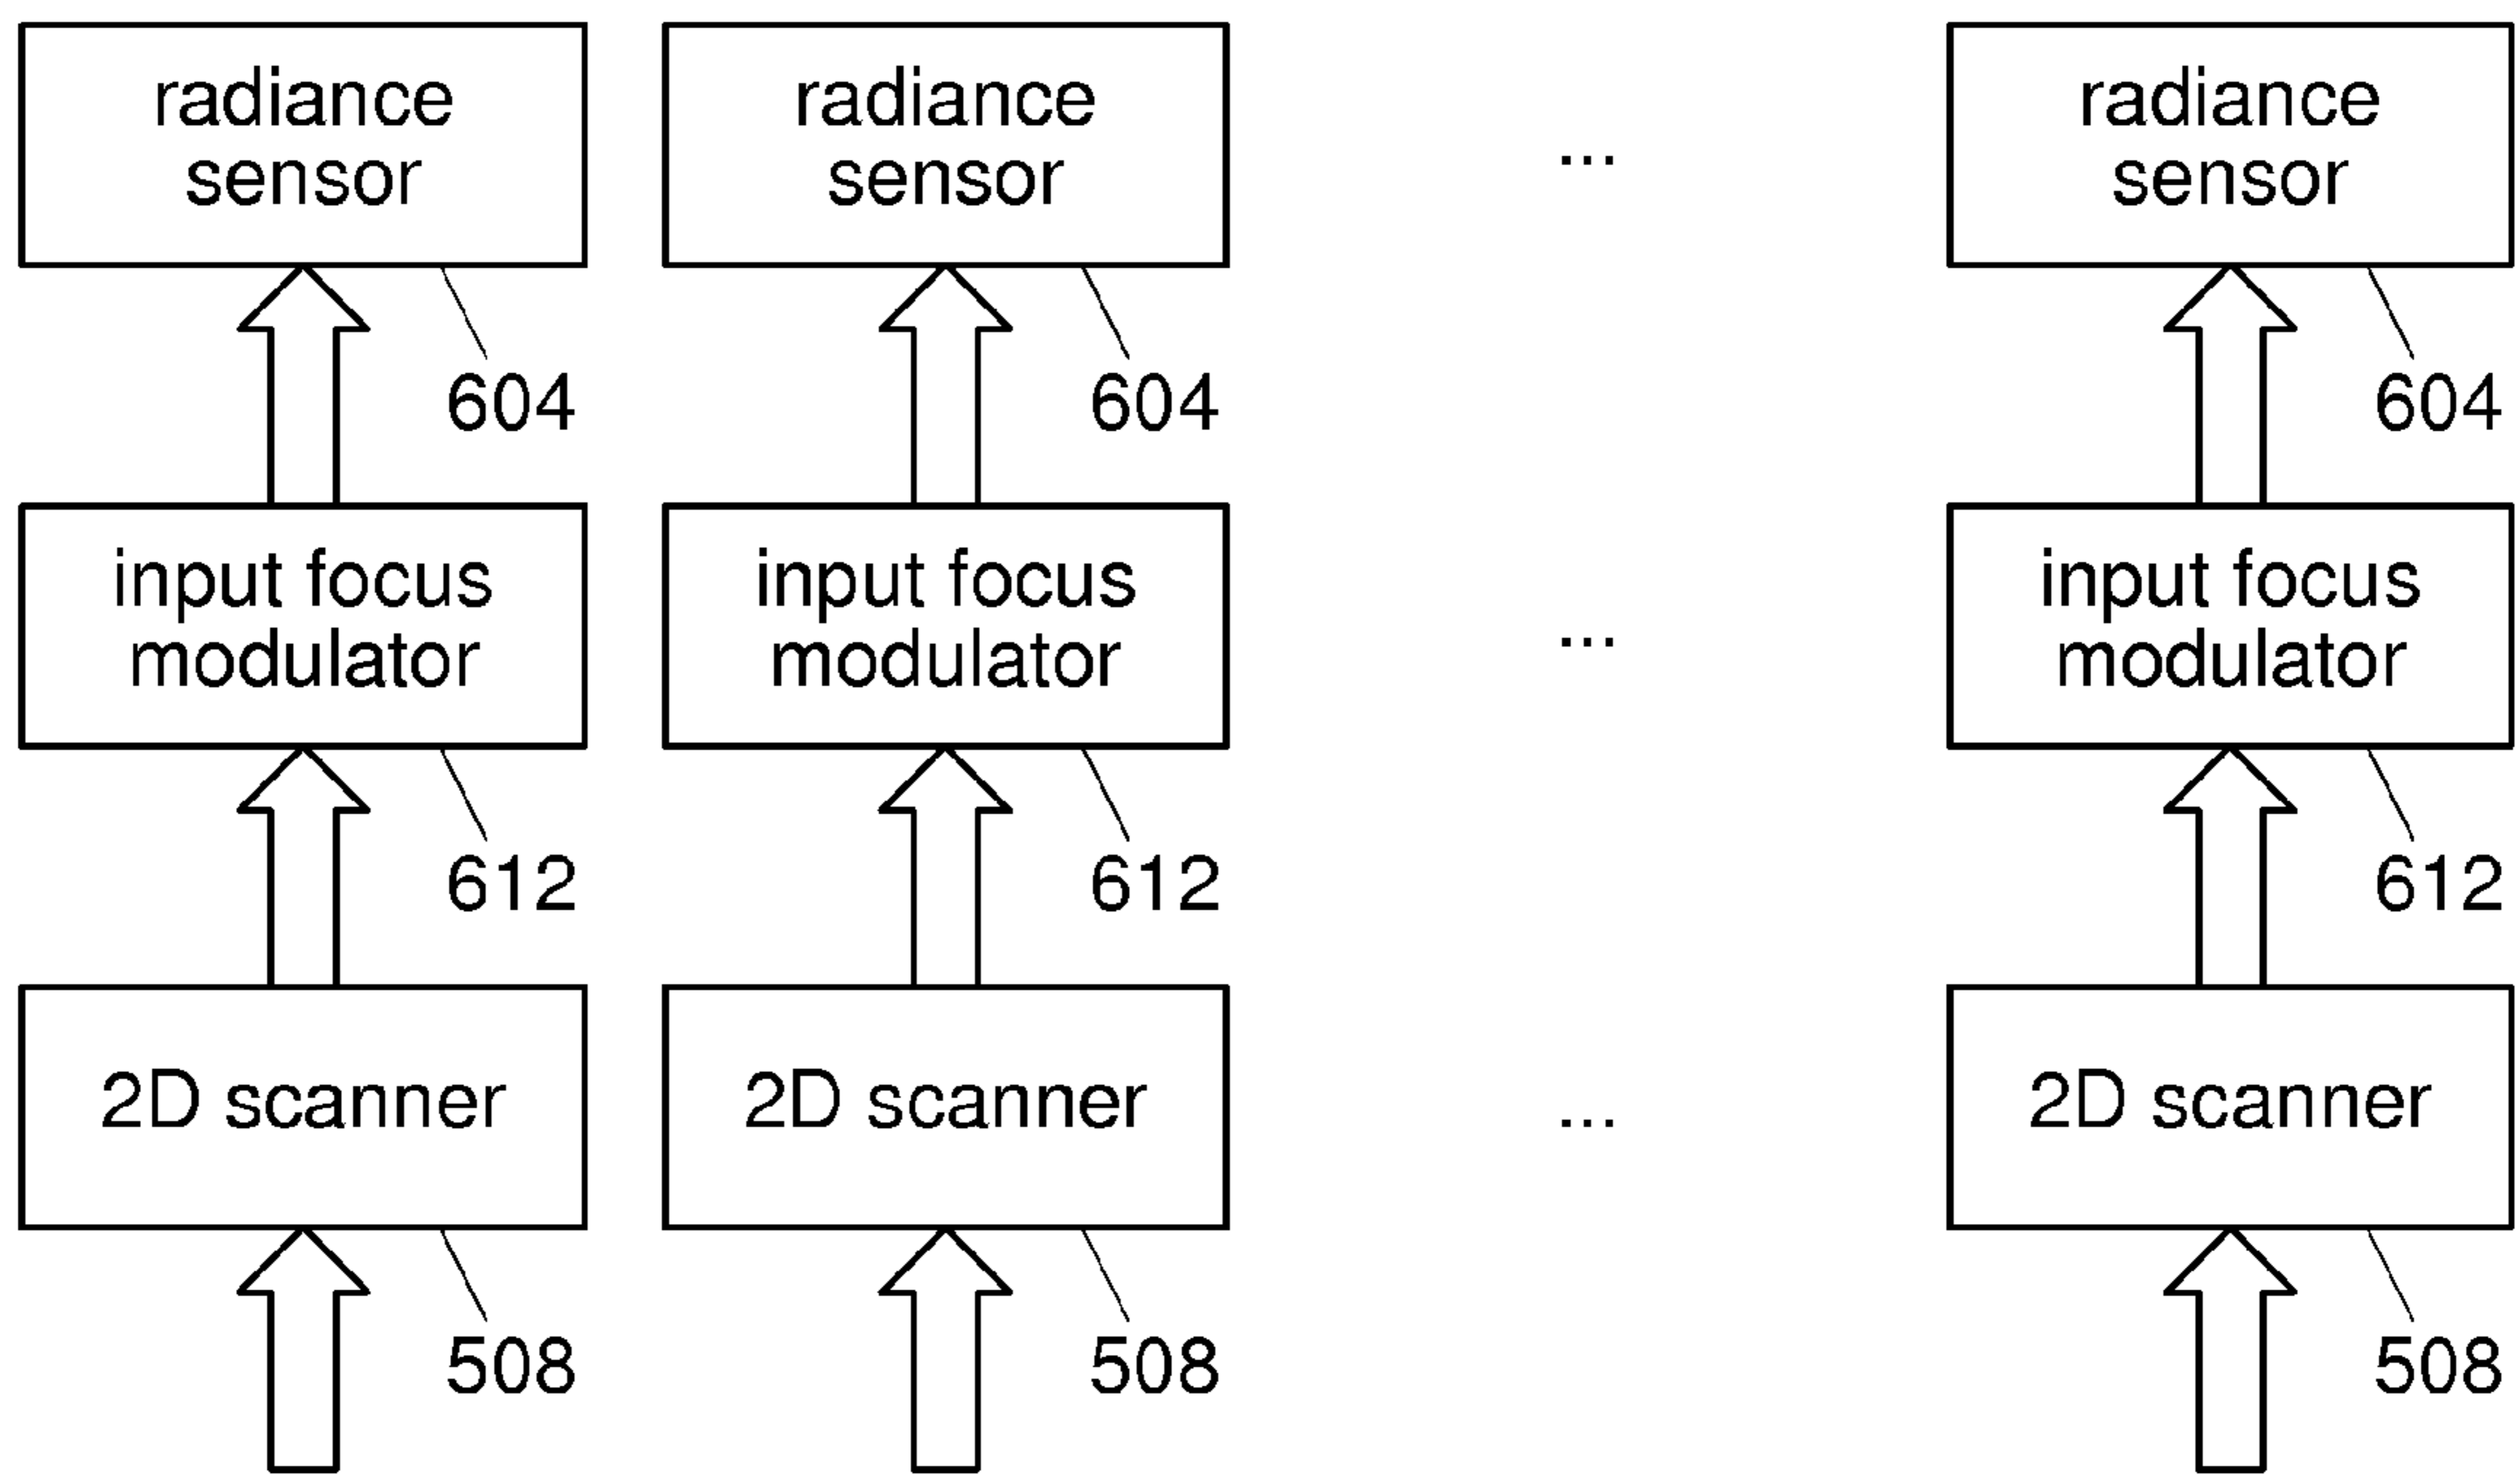 radiance
sensor
radiance
sensor
...
radiance
sensor
604
604
604
input focus
modulator
input focus
modulator
...
input focus
modulator
612
612
612
2D scanner
2D scanner
...
2D scanner
508
508
508